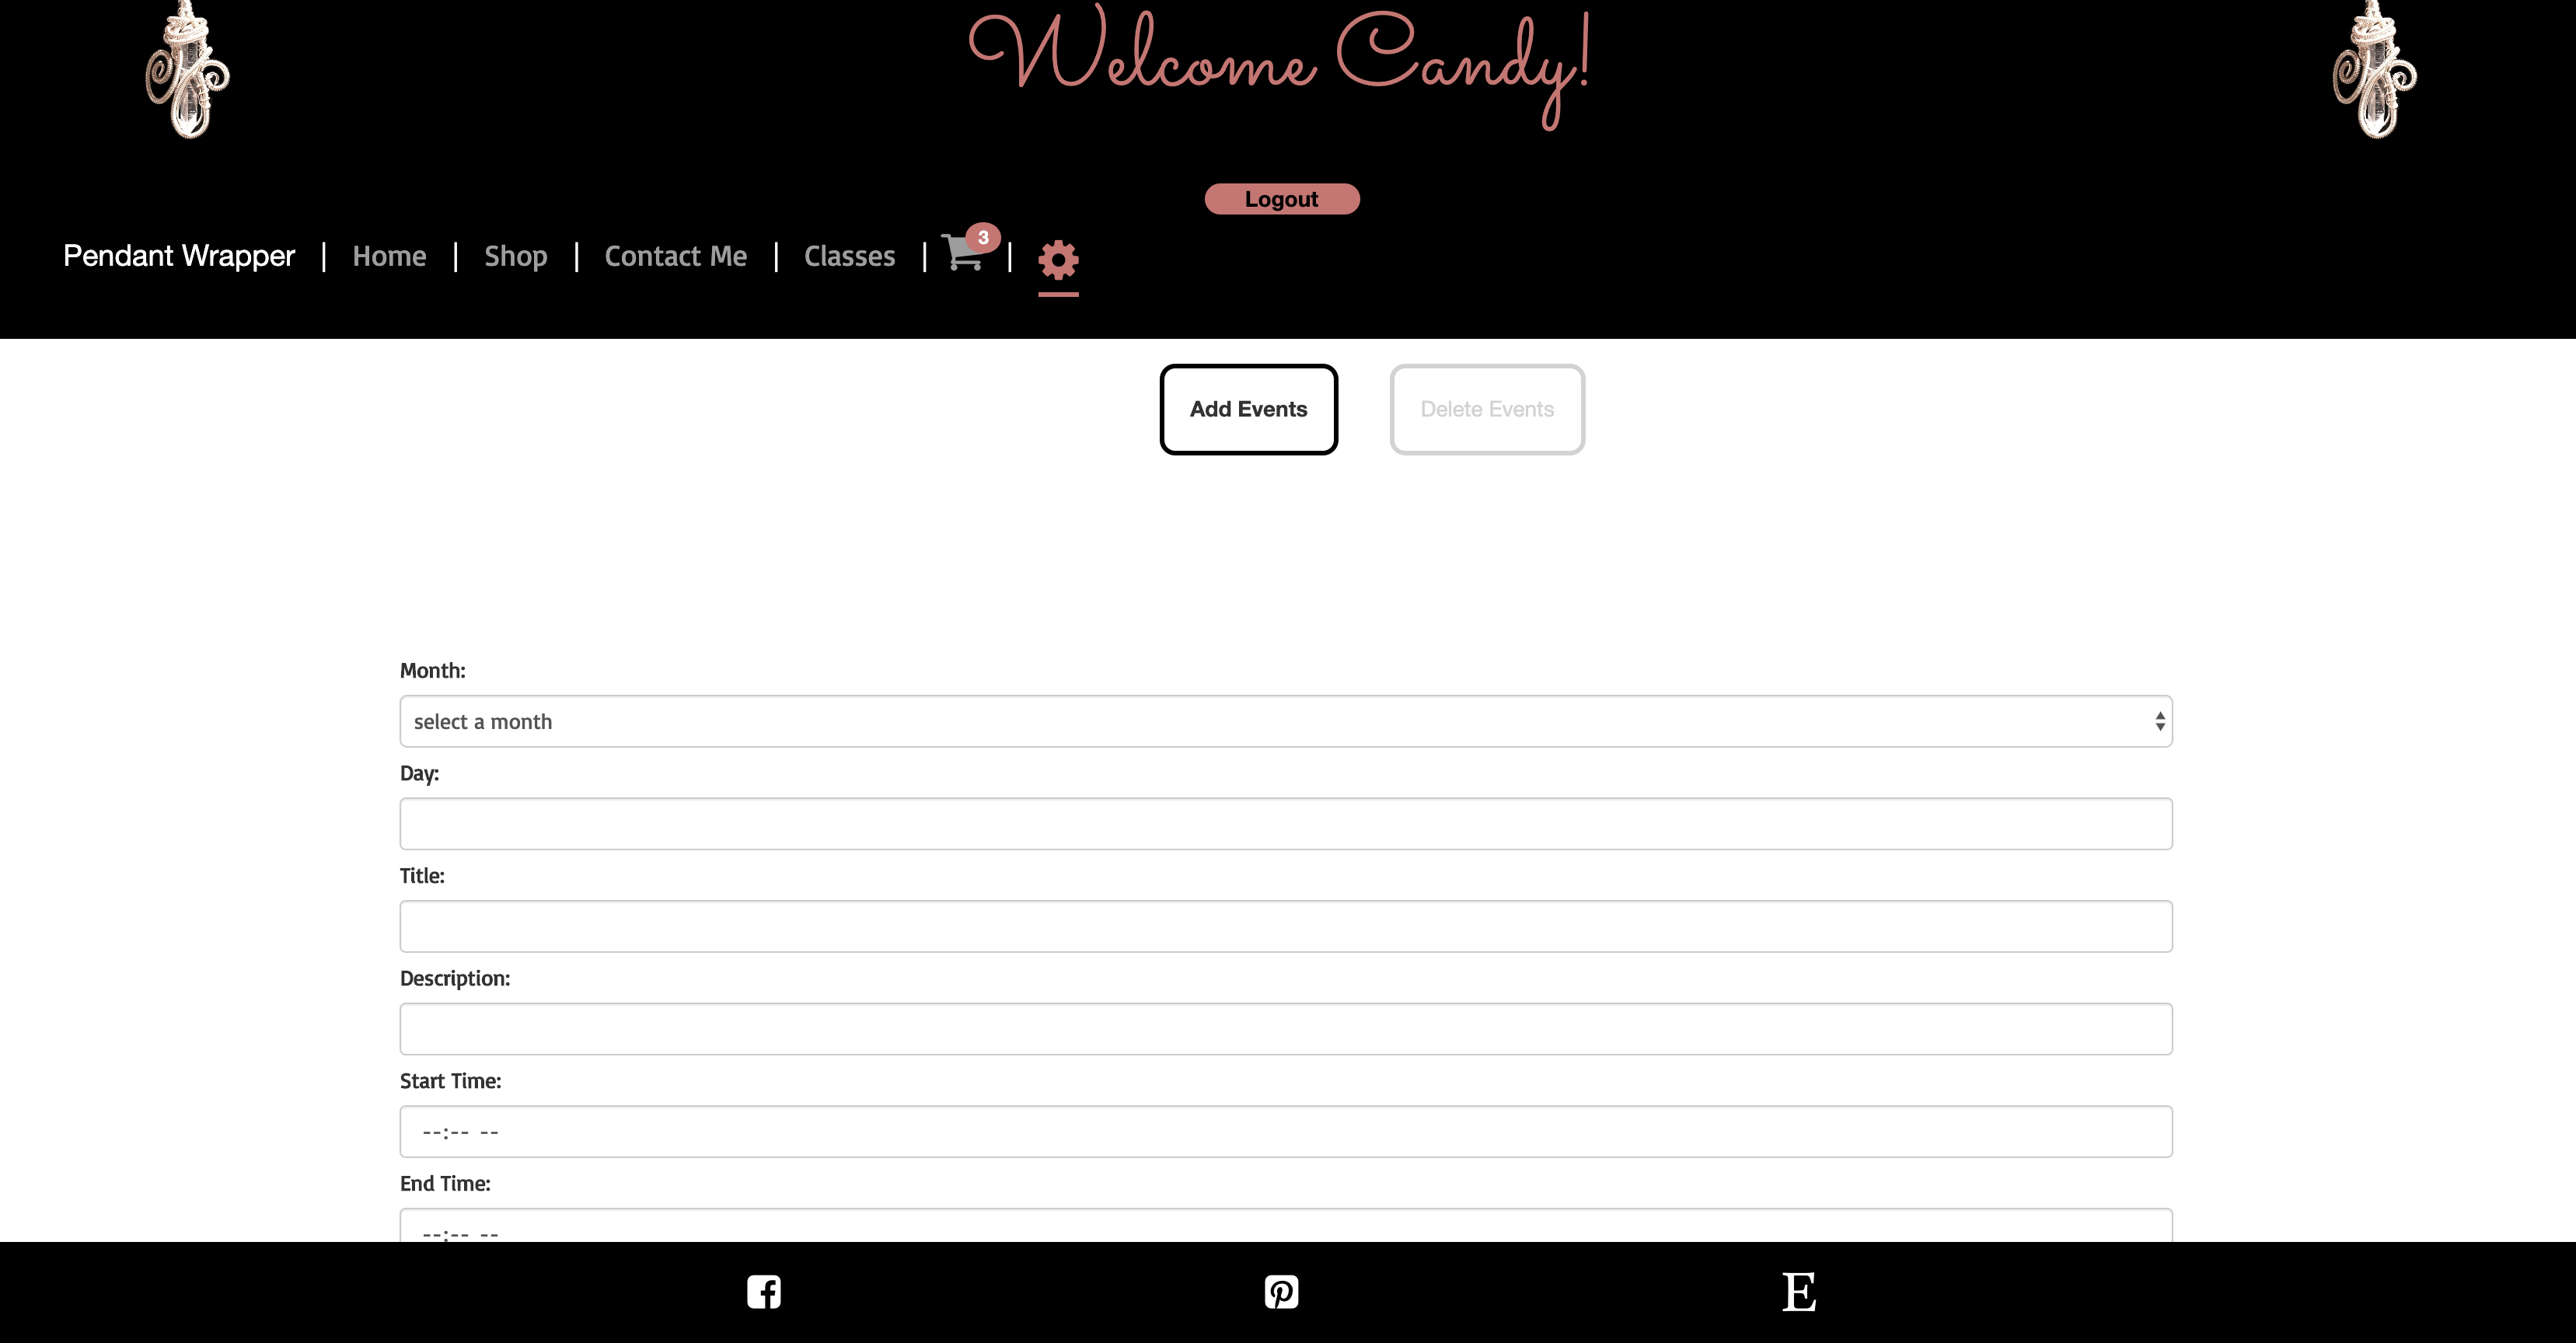 Welcome Candy!
Logout
Pendant Wrapper | Home | Shop | Contact Me | Classes | 3 |
Add Events Delete Events
Month:
select a month
Day:
Title:
Description:
Start Time:
--:-- --
End Time:
--:-- --
E